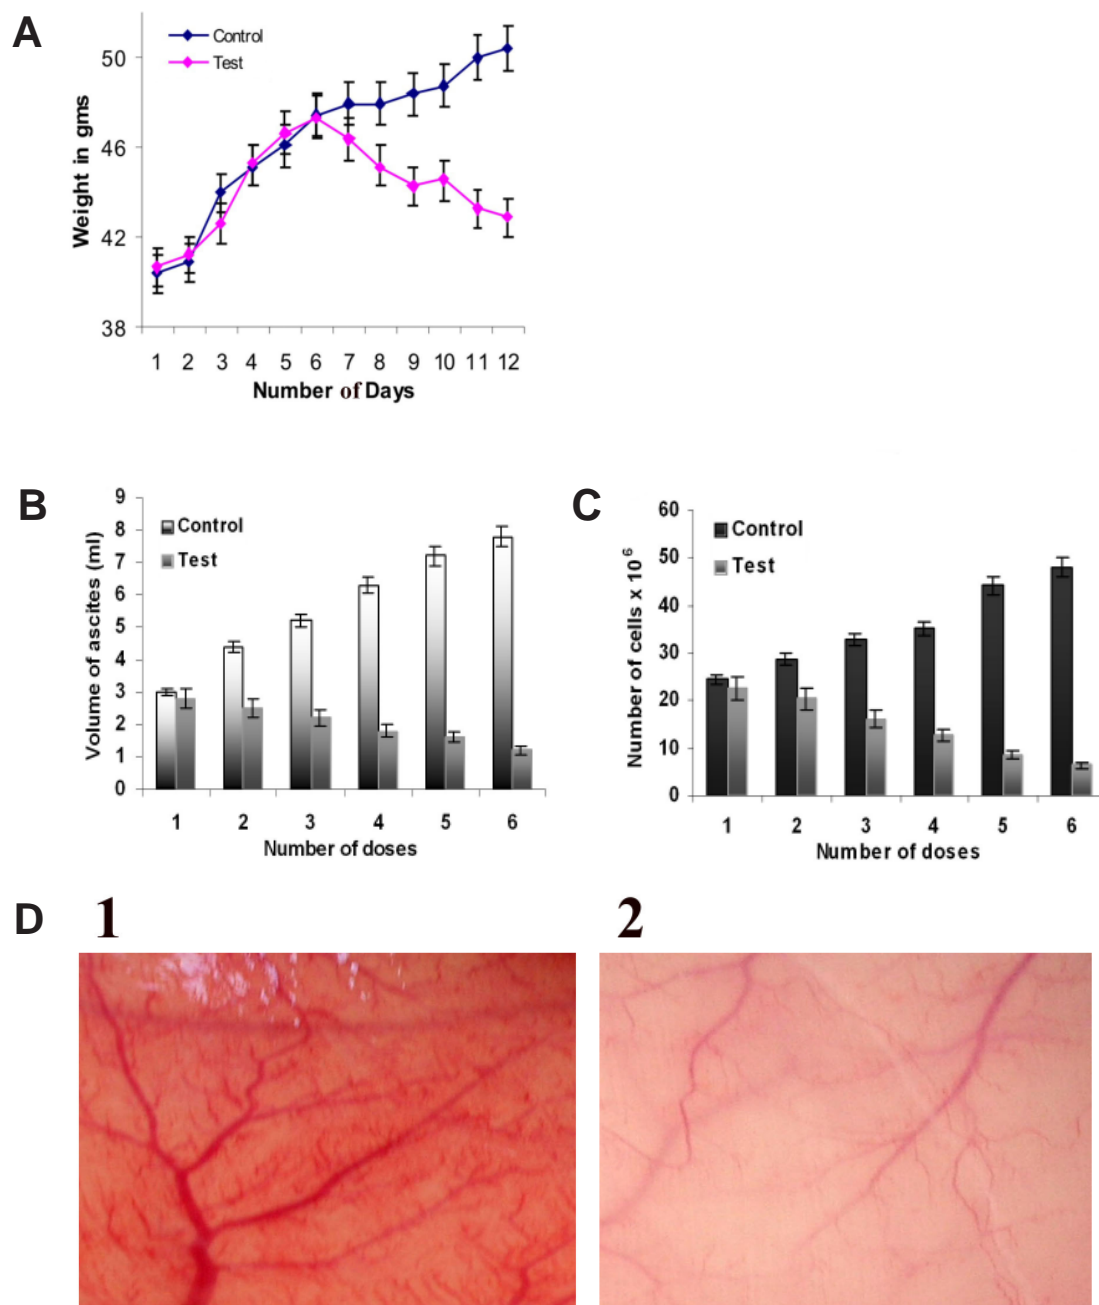 A
Control
Test
50
46
42
38
Weight in gms
1 2 3 4 5 6 7 8 9 10 11 12
Number of Days
B
9
8
7
6
5
4
3
2
1
0
Volume of ascites (ml)
Control
Test
1 2 3 4 5 6
Number of doses
C
60
50
40
30
20
10
0
Number of cells x 10⁶
Control
Test
1 2 3 4 5 6
Number of doses
D
1
2